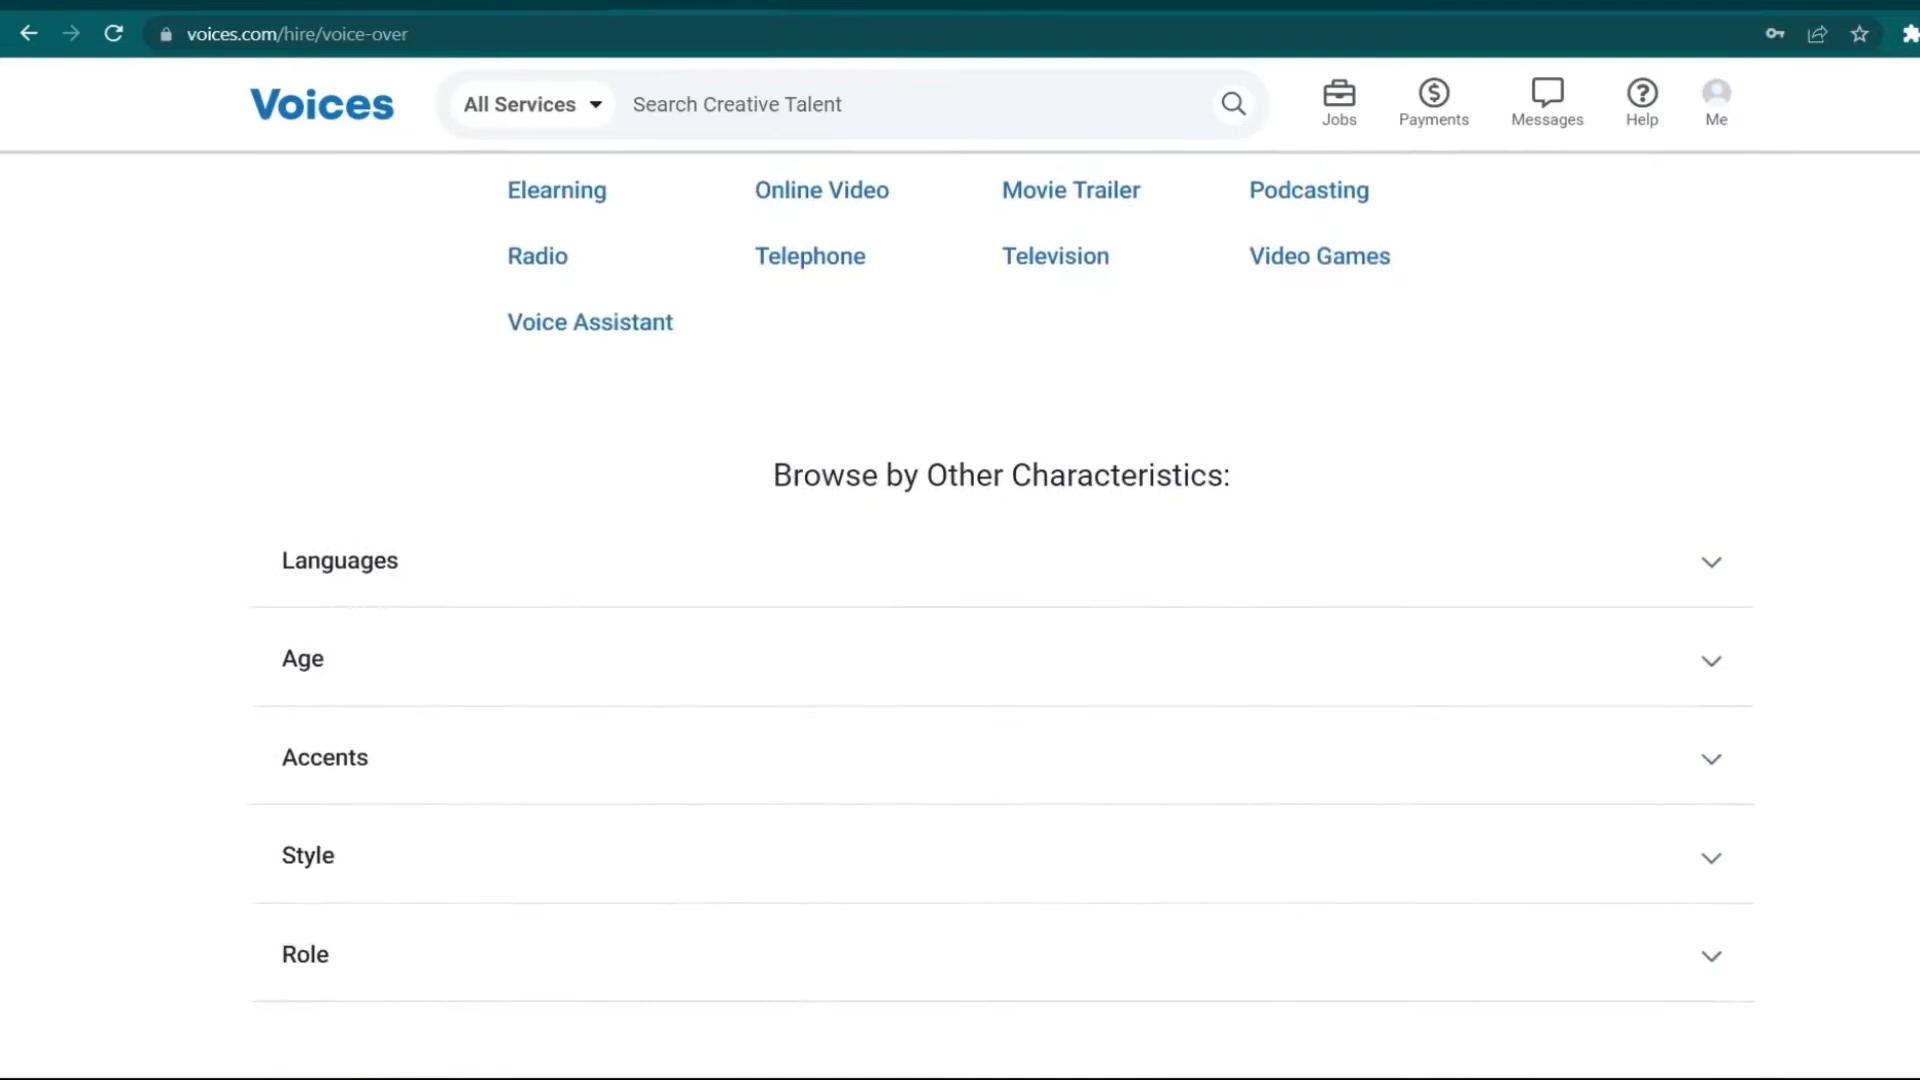 voices.com/hire/voice-over
Voices All Services Search Creative Talent Jobs Payments Messages Help Me
Elearning Online Video Movie Trailer Podcasting
Radio Telephone Television Video Games
Voice Assistant
Browse by Other Characteristics:
Languages
Age
Accents
Style
Role